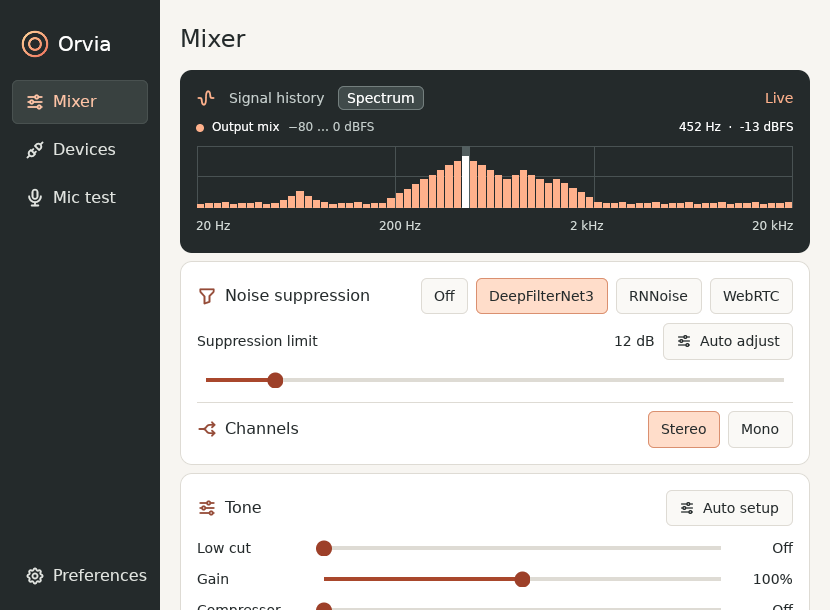 Orvia
Mixer
Devices
Mic test
Preferences
Mixer
Signal history Spectrum Live
Output mix −80 … 0 dBFS 452 Hz · -13 dBFS
20 Hz 200 Hz 2 kHz 20 kHz
Noise suppression Off DeepFilterNet3 RNNoise WebRTC
Suppression limit 12 dB Auto adjust
Channels Stereo Mono
Tone Auto setup
Low cut Off
Gain 100%
Compressor Off